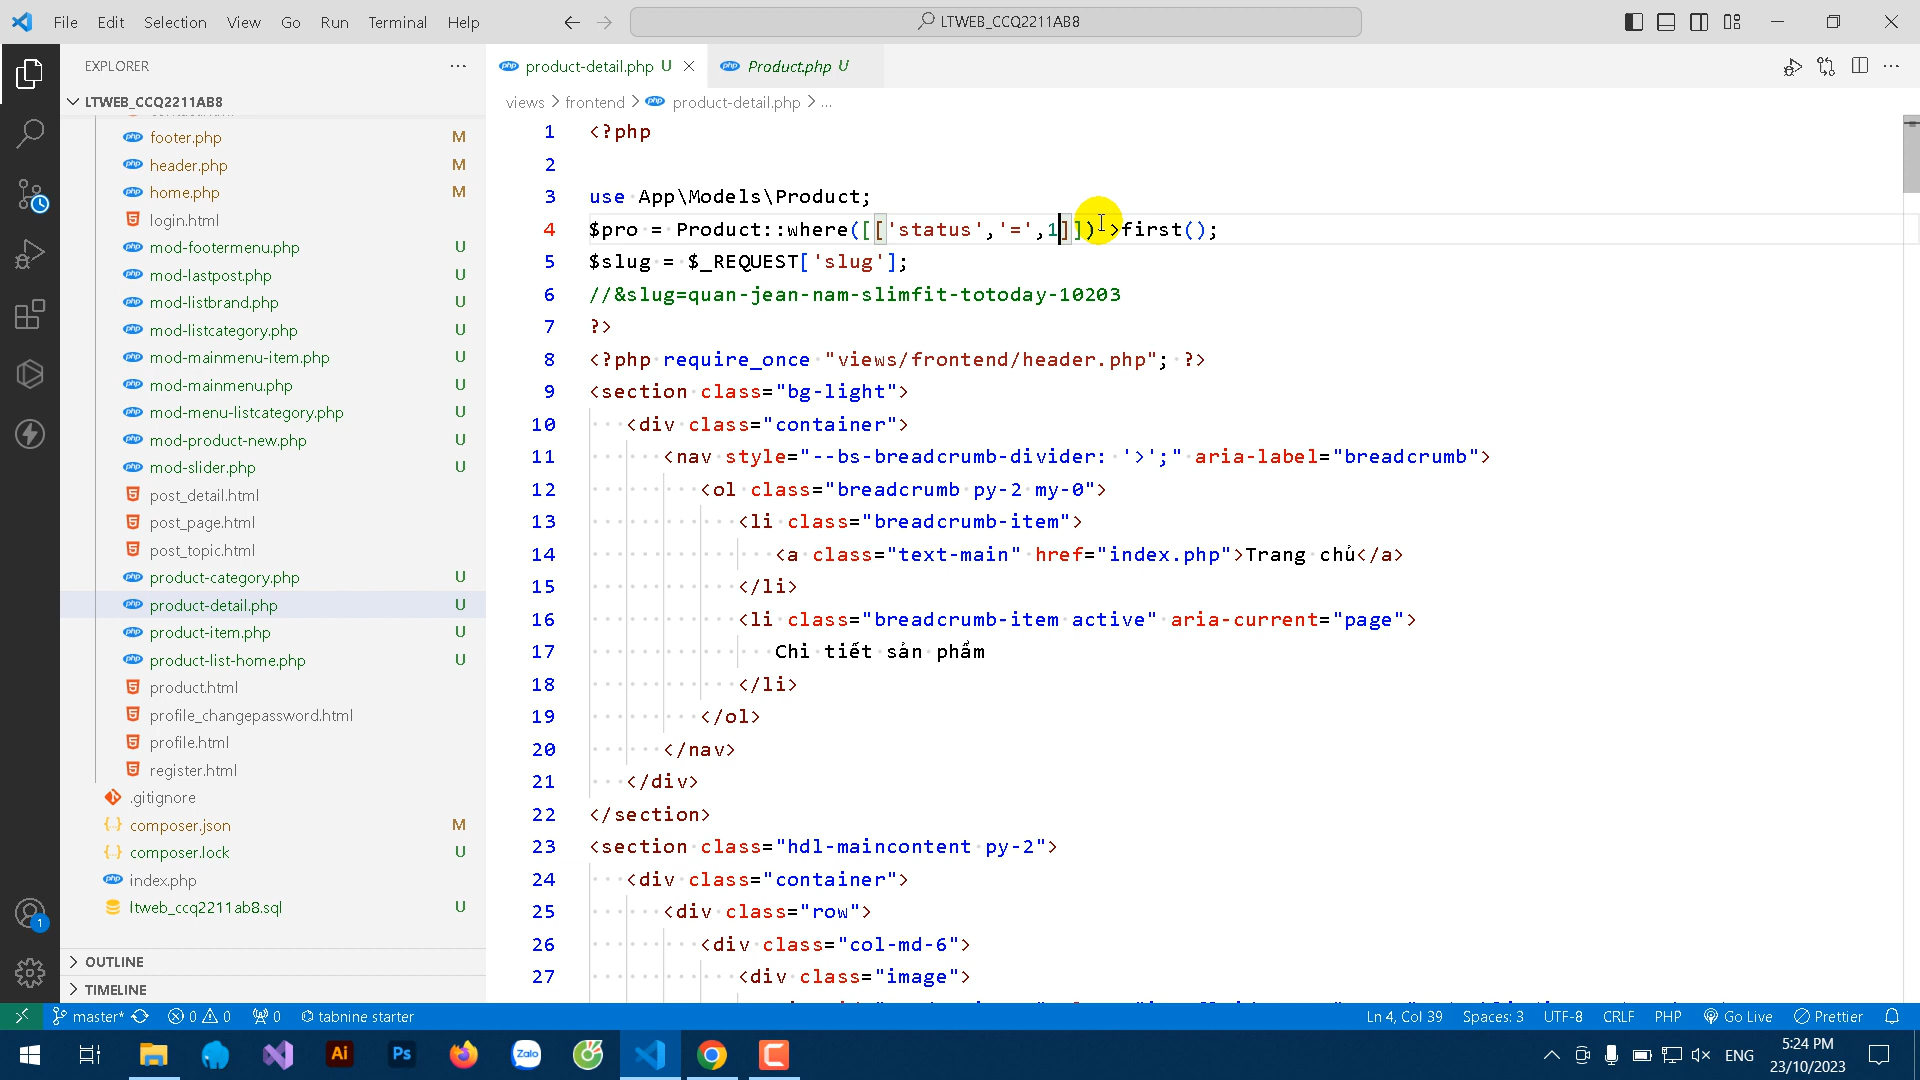 File Edit Selection View Go Run Terminal Help
LTWEB_CCQ2211AB8
EXPLORER
product-detail.php U
Product.php U
LTWEB_CCQ2211AB8
views > frontend > product-detail.php > ...
footer.php M
header.php M
home.php M
login.html
mod-footermenu.php U
mod-lastpost.php U
mod-listbrand.php U
mod-listcategory.php U
mod-mainmenu-item.php U
mod-mainmenu.php U
mod-menu-listcategory.php U
mod-product-new.php U
mod-slider.php U
post_detail.html
post_page.html
post_topic.html
product-category.php U
product-detail.php U
product-item.php U
product-list-home.php U
product.html
profile_changepassword.html
profile.html
register.html
.gitignore
composer.json M
composer.lock U
index.php
ltweb_ccq2211ab8.sql U
OUTLINE
TIMELINE
1 <?php
2
3 use App\Models\Product;
4 $pro = Product::where([['status','=',1]])->first();
5 $slug = $_REQUEST['slug'];
6 //&slug=quan-jean-nam-slimfit-totoday-10203
7 ?>
8 <?php require_once "views/frontend/header.php"; ?>
9 <section class="bg-light">
10 <div class="container">
11 <nav style="--bs-breadcrumb-divider: '>';" aria-label="breadcrumb">
12 <ol class="breadcrumb py-2 my-0">
13 <li class="breadcrumb-item">
14 <a class="text-main" href="index.php">Trang chủ</a>
15 </li>
16 <li class="breadcrumb-item active" aria-current="page">
17 Chi tiết sản phẩm
18 </li>
19 </ol>
20 </nav>
21 </div>
22 </section>
23 <section class="hdl-maincontent py-2">
24 <div class="container">
25 <div class="row">
26 <div class="col-md-6">
27 <div class="image">
master* 0 0 0 tabnine starter
Ln 4, Col 39 Spaces: 3 UTF-8 CRLF PHP Go Live Prettier
1
Ai Ps Zalo
ENG
5:24 PM
23/10/2023